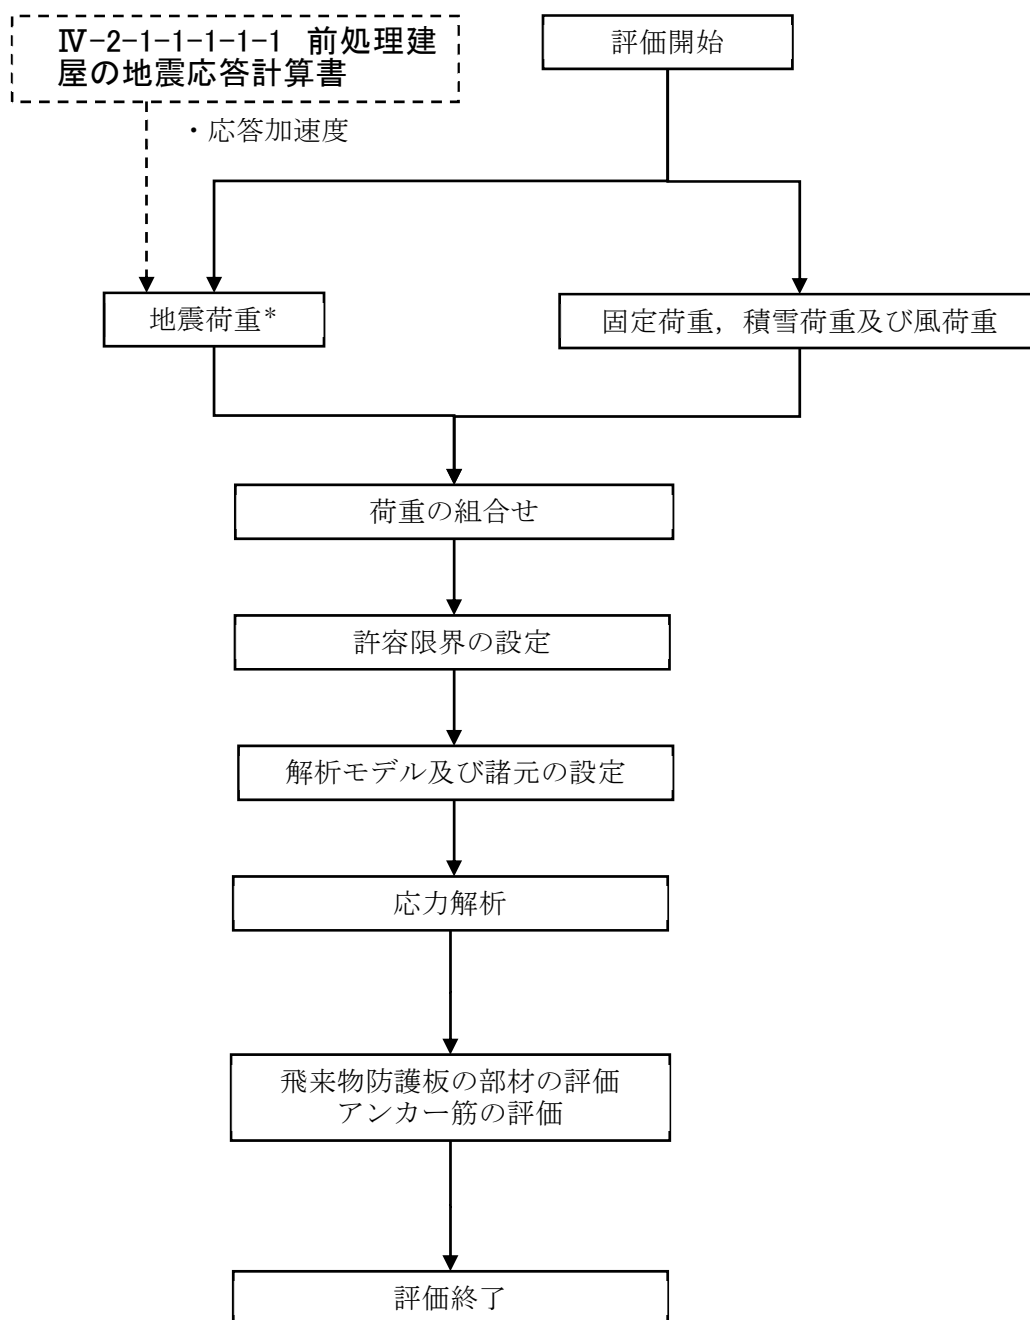 Ⅳ-2-1-1-1-1-1 前処理建
屋の地震応答計算書
評価開始
・応答加速度
地震荷重*
固定荷重，積雪荷重及び風荷重
荷重の組合せ
許容限界の設定
解析モデル及び諸元の設定
応力解析
飛来物防護板の部材の評価
アンカー筋の評価
評価終了